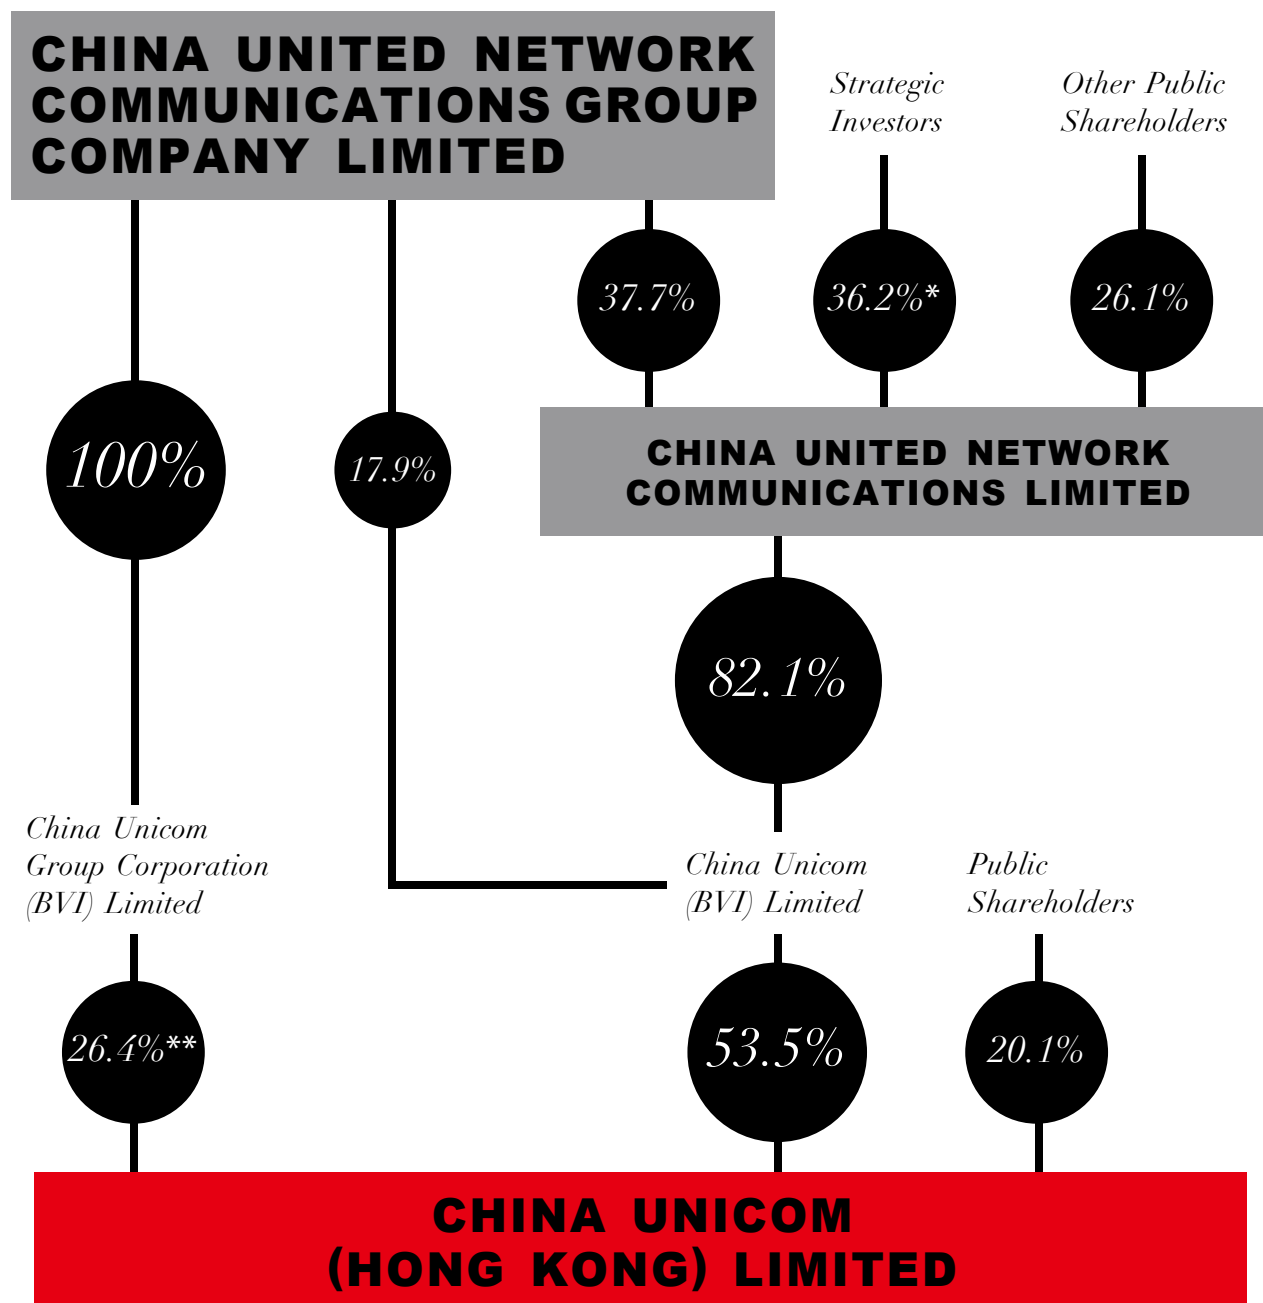 CHINA UNITED NETWORK
COMMUNICATIONS GROUP
COMPANY LIMITED
Strategic
Investors
Other Public
Shareholders
37.7%
36.2%*
26.1%
100%
17.9%
CHINA UNITED NETWORK
COMMUNICATIONS LIMITED
82.1%
China Unicom
Group Corporation
(BVI) Limited
China Unicom
(BVI) Limited
Public
Shareholders
26.4%**
53.5%
20.1%
CHINA UNICOM
(HONG KONG) LIMITED